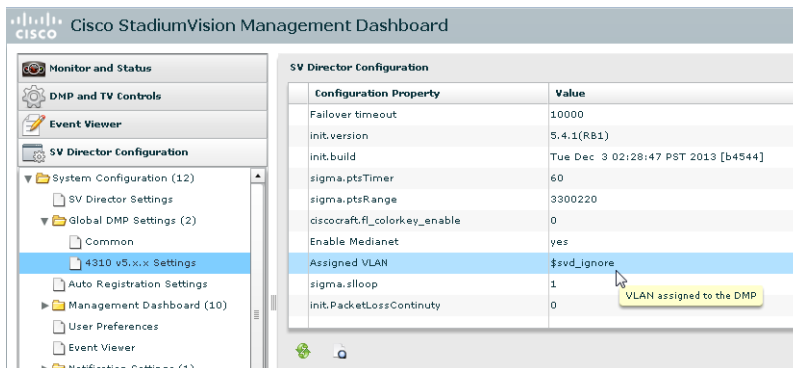 CISCO
Cisco StadiumVision Management Dashboard
Monitor and Status
DMP and TV Controls
Event Viewer
SV Director Configuration
System Configuration (12)
SV Director Settings
Global DMP Settings (2)
Common
4310 v5.x.x Settings
Auto Registration Settings
Management Dashboard (10)
User Preferences
Event Viewer
Notification Settings (1)
SV Director Configuration
Configuration Property Value
Failover timeout 10000
init.version 5.4.1(RB1)
init.build Tue Dec 3 02:28:47 PST 2013 [b4544]
sigma.ptsTimer 60
sigma.ptsRange 3300220
ciscocraft.fl_colorkey_enable 0
Enable Medianet yes
Assigned VLAN $svd_ignore
sigma.slloop 1
VLAN assigned to the DMP
init.PacketLossContinuty 0